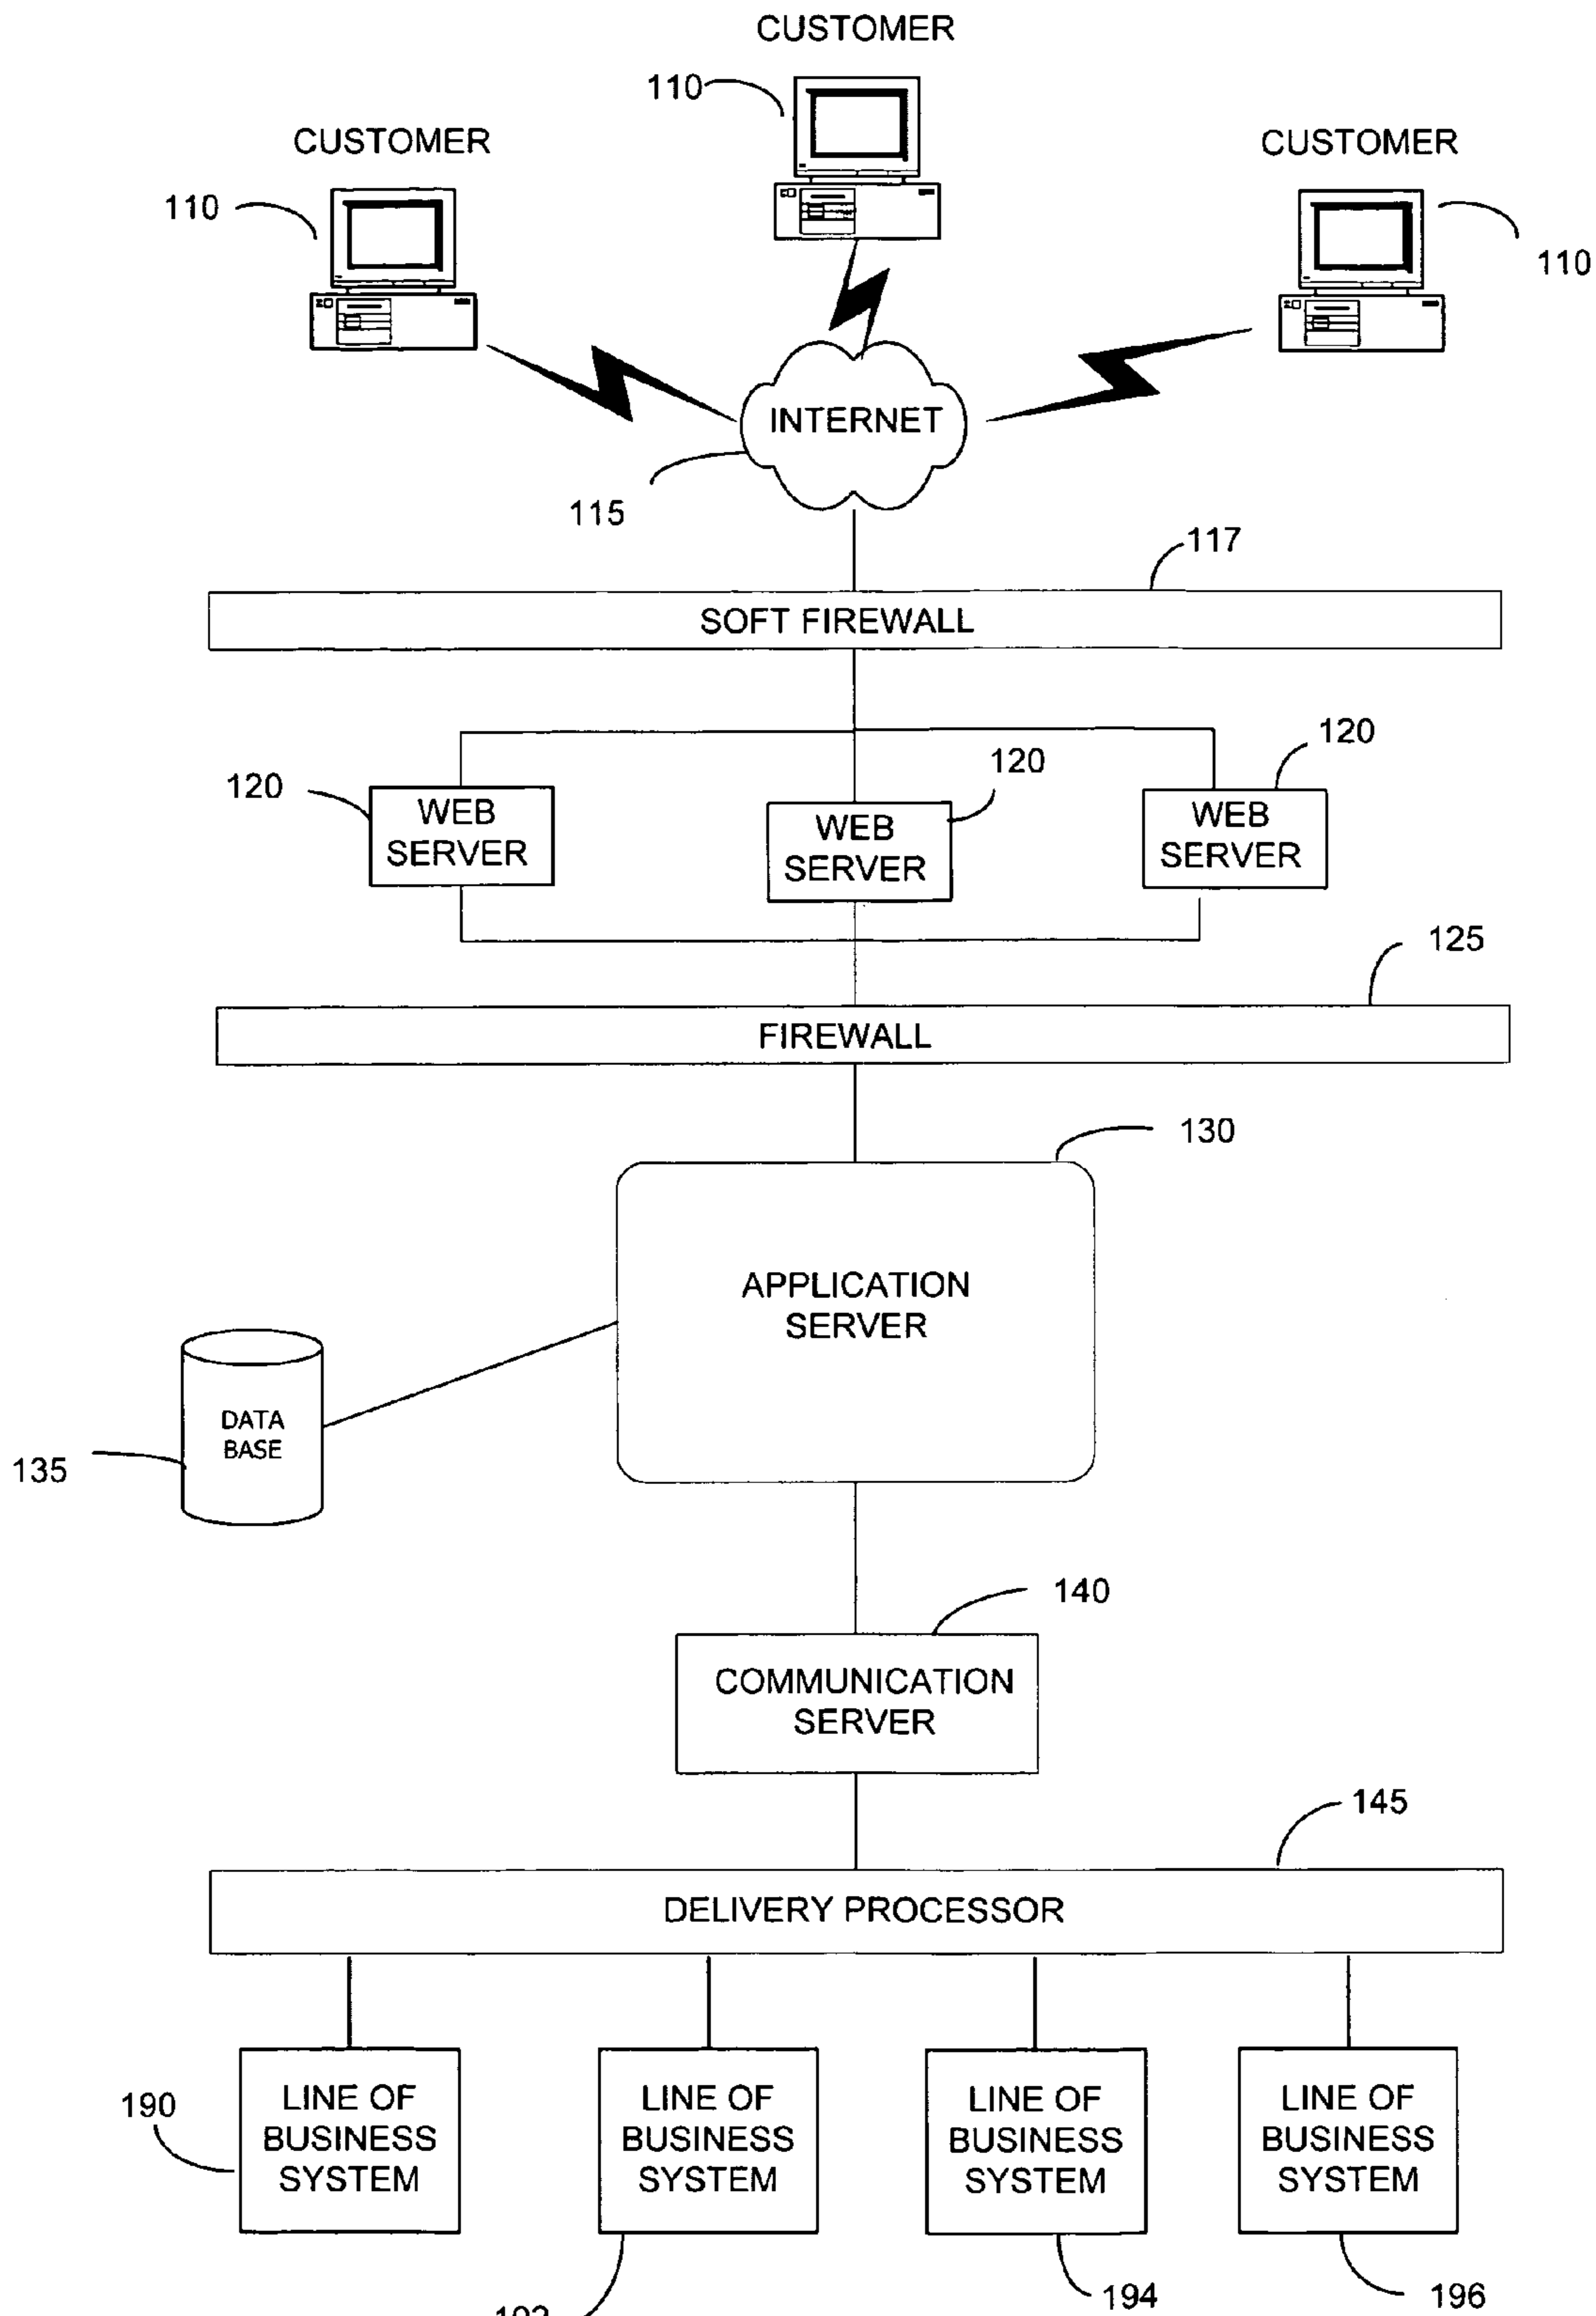 CUSTOMER
110
CUSTOMER
CUSTOMER
110
110
INTERNET
115
117
SOFT FIREWALL
120
120
120
WEB
SERVER
WEB
SERVER
WEB
SERVER
125
FIREWALL
130
APPLICATION
SERVER
DATA
BASE
135
140
COMMUNICATION
SERVER
145
DELIVERY PROCESSOR
190
LINE OF
BUSINESS
SYSTEM
LINE OF
BUSINESS
SYSTEM
LINE OF
BUSINESS
SYSTEM
LINE OF
BUSINESS
SYSTEM
194
196